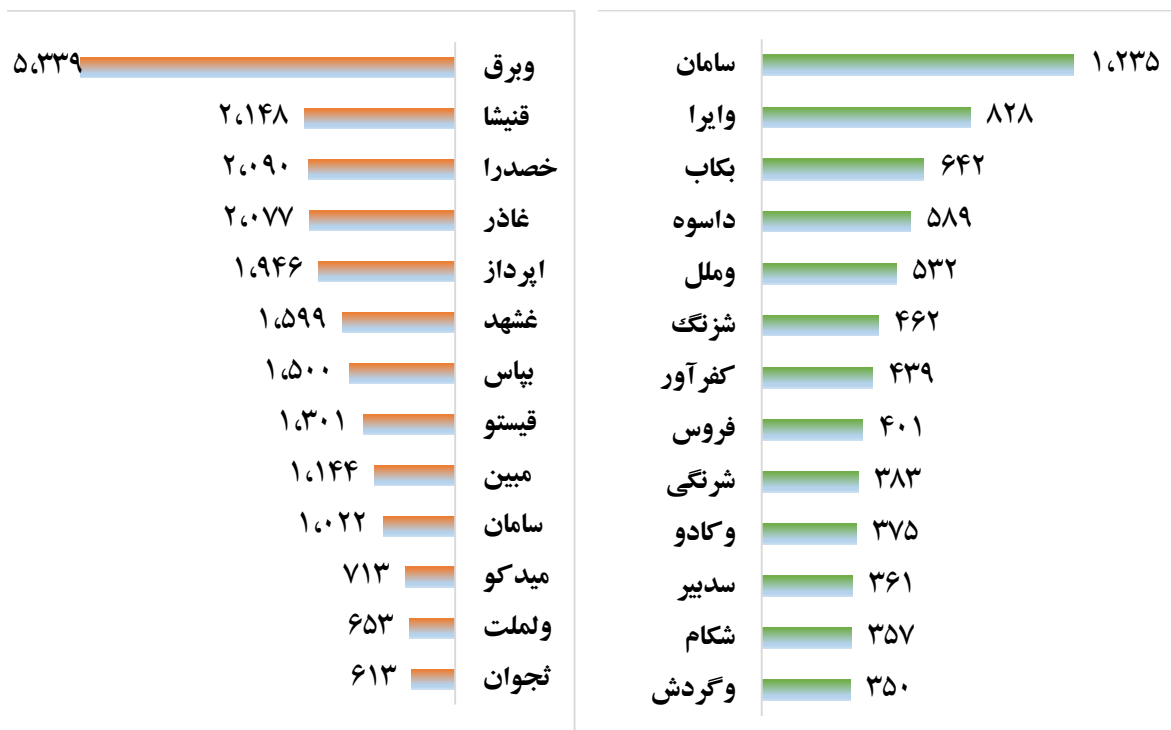 سامان ۱،۲۳۵
وایرا ۸۲۸
بکاب ۶۴۲
داسوه ۵۸۹
وملل ۵۳۲
شزنگ ۴۶۲
کفرآور ۴۳۹
فروس ۴۰۱
شرنگی ۳۸۳
وکادو ۳۷۵
سدبیر ۳۶۱
شکام ۳۵۷
وگردش ۳۵۰
وبرق ۵،۳۳۹
قنیشا ۲،۱۴۸
خصدرا ۲،۰۹۰
غاذر ۲،۰۷۷
اپرداز ۱،۹۴۶
غشهد ۱،۵۹۹
بپاس ۱،۵۰۰
قیستو ۱،۳۰۱
مبین ۱،۱۴۴
سامان ۱،۰۲۲
میدکو ۷۱۳
ولملت ۶۵۳
ثجوان ۶۱۳